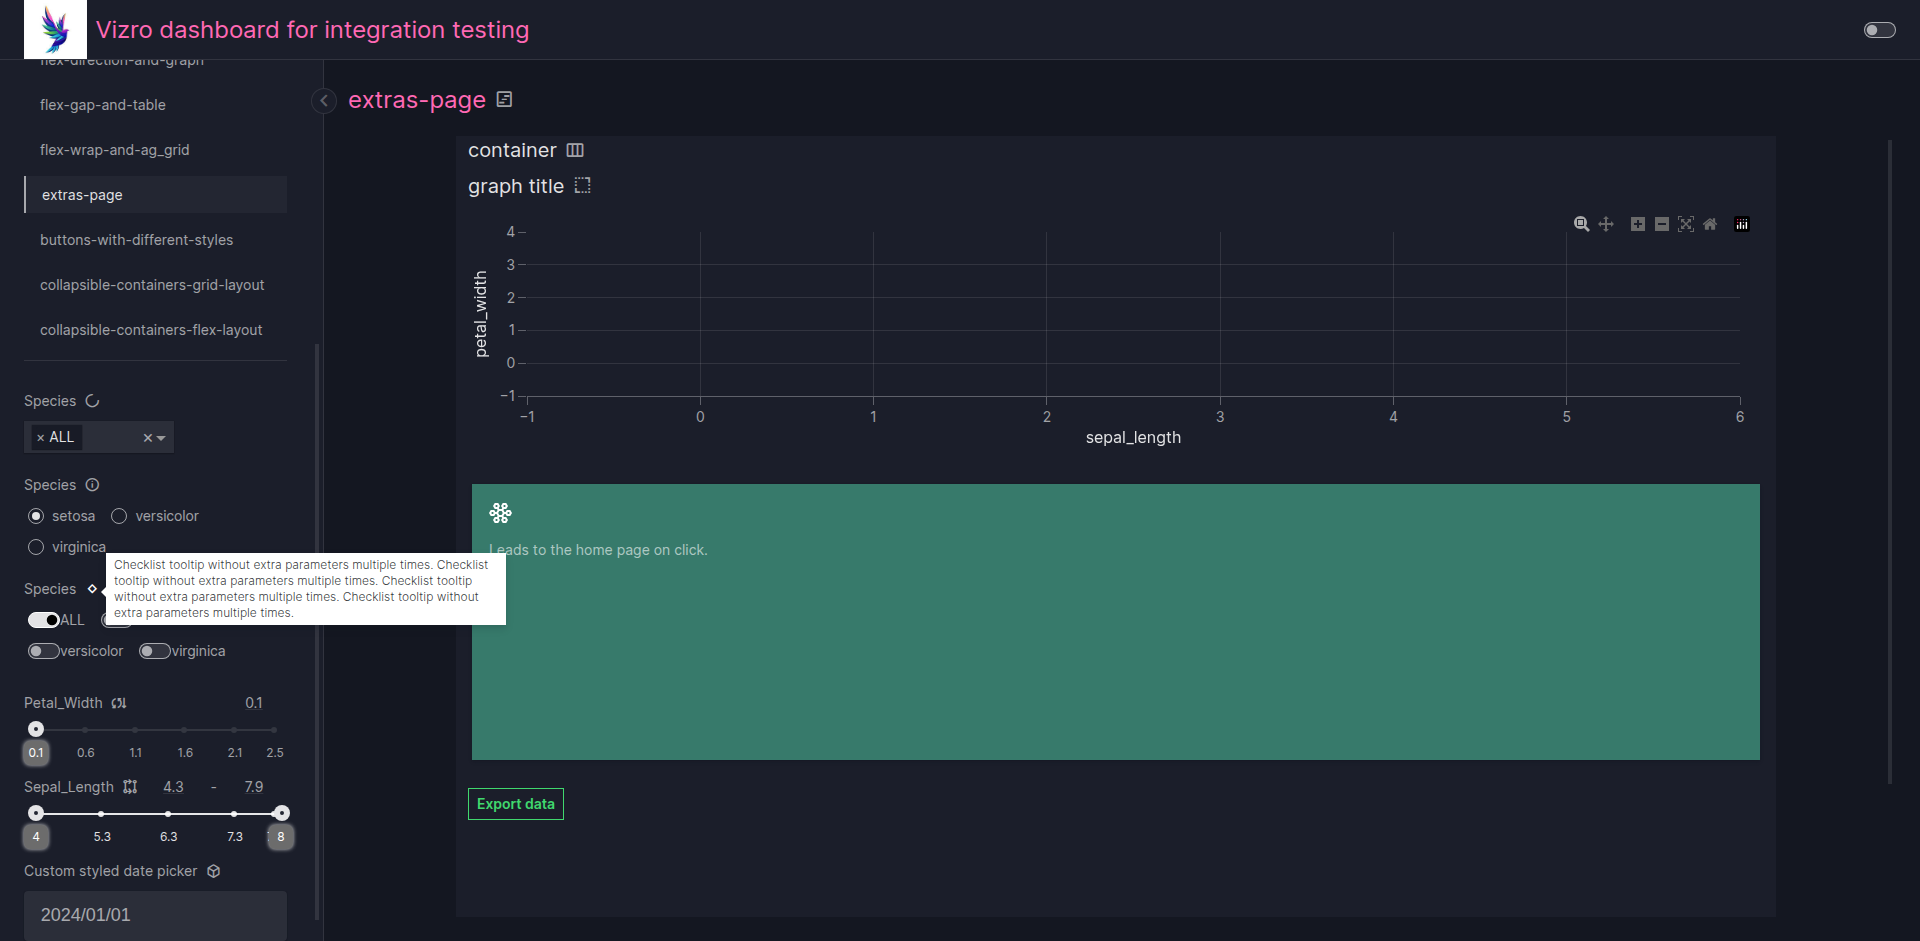 Vizro dashboard for integration testing
flex-direction-and-graph
flex-gap-and-table
flex-wrap-and-ag_grid
extras-page
buttons-with-different-styles
collapsible-containers-grid-layout
collapsible-containers-flex-layout
Species
× ALL
Species
setosa versicolor
virginica
Checklist tooltip without extra parameters multiple times. Checklist
tooltip without extra parameters multiple times. Checklist tooltip
without extra parameters multiple times. Checklist tooltip without
extra parameters multiple times.
Species
ALL
versicolor virginica
Petal_Width 0.1
0.1 0.6 1.1 1.6 2.1 2.5
Sepal_Length 4.3 - 7.9
4 5.3 6.3 7.3 8
Custom styled date picker
2024/01/01
extras-page
container
graph title
petal_width
4
3
2
1
0
−1
−1 0 1 2 3 4 5 6
sepal_length
Leads to the home page on click.
Export data